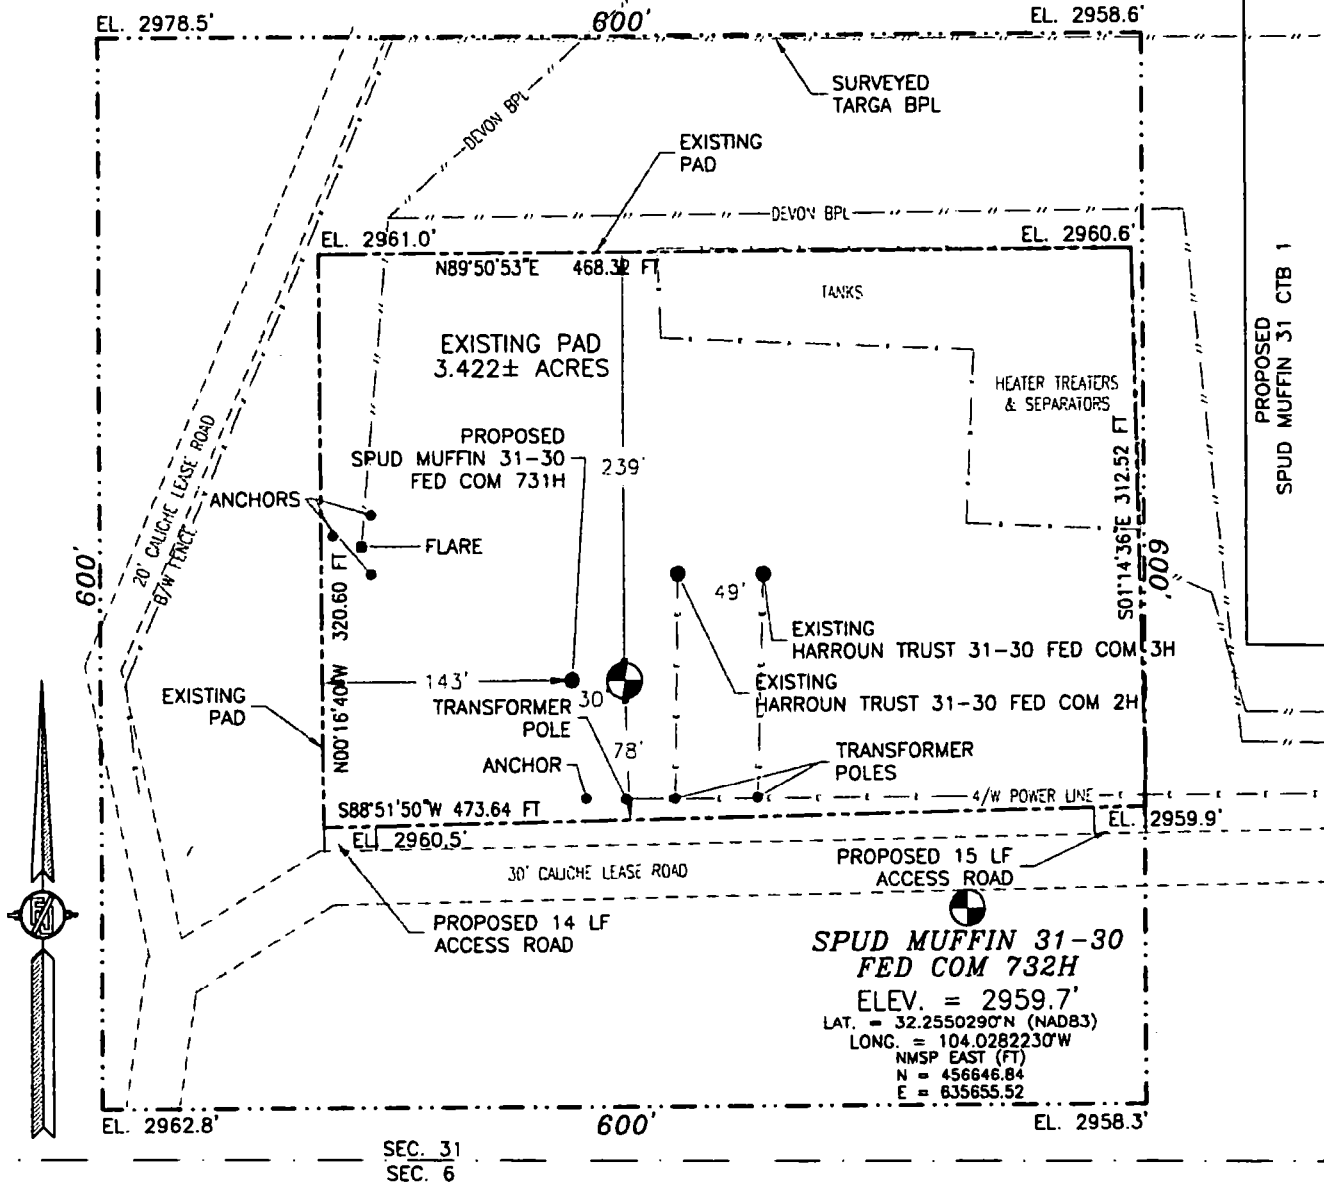 EL. 2978.5'
600'
EL. 2958.6'
SURVEYED
TARGA BPL
DEVON BPL
EXISTING
PAD
DEVON BPL
EL. 2961.0'
EL. 2960.6'
N89°50'53"E 468.32 FT
TANKS
EXISTING PAD
3.422± ACRES
HEATER TREATERS
& SEPARATORS
PROPOSED
SPUD MUFFIN 31 CTB 1
PROPOSED
SPUD MUFFIN 31-30
FED COM 731H
239'
20' CALICHE LEASE ROAD
B/W FENCE
ANCHORS
FLARE
S01°14'36"E 312.52 FT
600'
600'
N00°16'40"W 320.60 FT
49'
EXISTING
HARROUN TRUST 31-30 FED COM 3H
EXISTING
HARROUN TRUST 31-30 FED COM 2H
143'
30'
EXISTING
PAD
TRANSFORMER
POLE
78'
ANCHOR
TRANSFORMER
POLES
4/W POWER LINE
S88°51'50"W 473.64 FT
EL. 2960.5'
EL. 2959.9'
30' CALICHE LEASE ROAD
PROPOSED 15 LF
ACCESS ROAD
PROPOSED 14 LF
ACCESS ROAD
SPUD MUFFIN 31-30
FED COM 732H
ELEV. = 2959.7'
LAT. = 32.2550290°N (NAD83)
LONG. = 104.0282230°W
NMSP EAST (FT)
N = 456646.84
E = 635655.52
EL. 2962.8'
600'
EL. 2958.3'
SEC. 31
SEC. 6